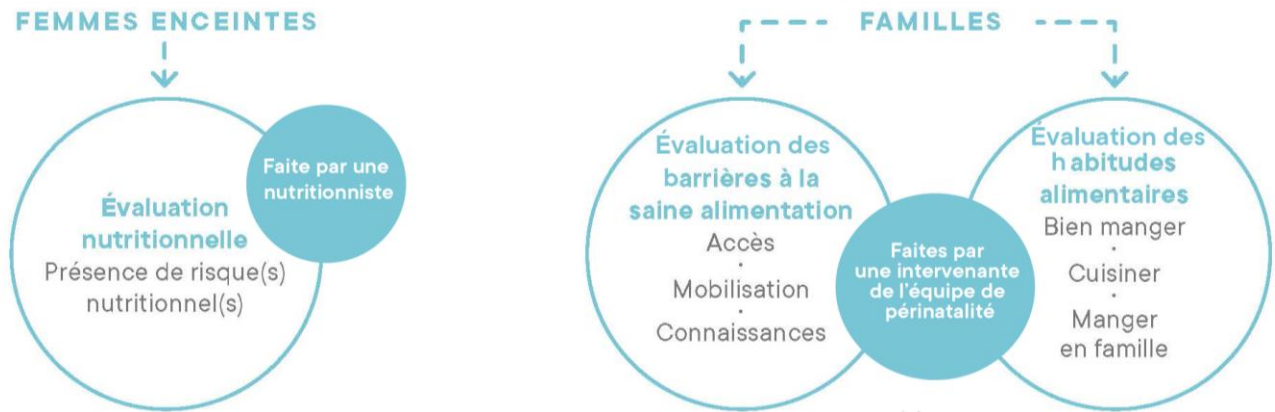 FEMMES ENCEINTES
Évaluation
nutritionnelle
Présence de risque(s)
nutritionnel(s)
Faite par une
nutritionniste
FAMILLES
Évaluation des
barrières à la
saine alimentation
Accès
·
Mobilisation
·
Connaissances
Faites par
une intervenante
de l'équipe de
périnatalité
Évaluation des
habitudes
alimentaires
Bien manger
·
Cuisiner
·
Manger
en famille